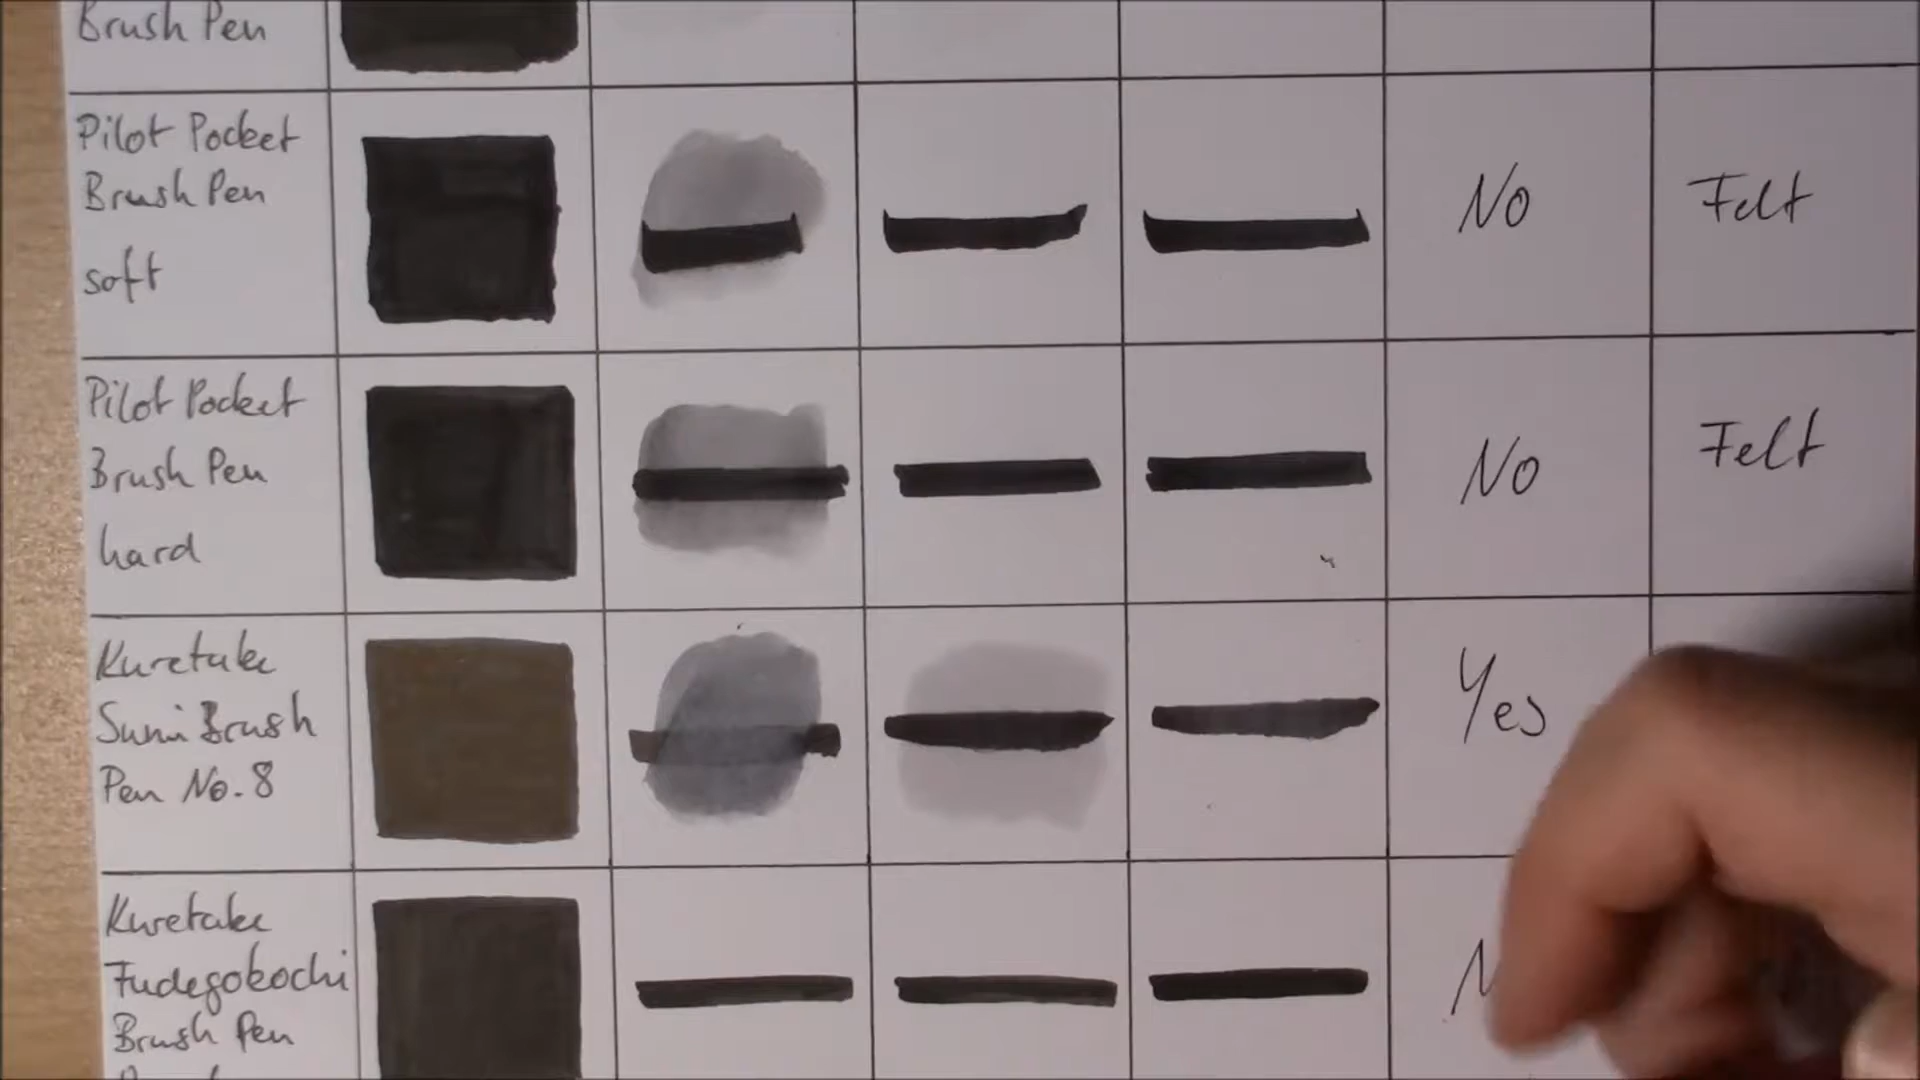 Brush Pen
Pilot Pocket
Brush Pen
soft
No
Felt
Pilot Pocket
Brush Pen
hard
No
Felt
Kuretake
Sumi Brush
Pen No. 8
Yes
Kuretake
Fudegokochi
Brush Pen